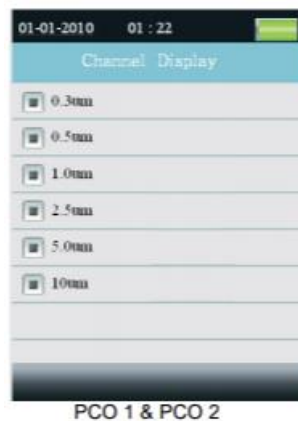 01-01-2010 01 : 22
Channel Display
0.3um
0.5um
1.0um
2.5um
5.0um
10um
PCO 1 & PCO 2